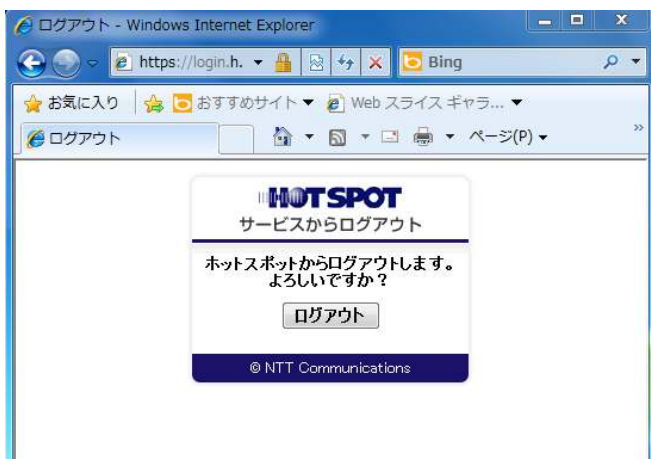 ログアウト - Windows Internet Explorer
https://login.h.
Bing
お気に入り おすすめサイト Web スライス ギャラ...
ログアウト ページ(P)
HOTSPOT
サービスからログアウト
ホットスポットからログアウトします。
よろしいですか？
ログアウト
© NTT Communications